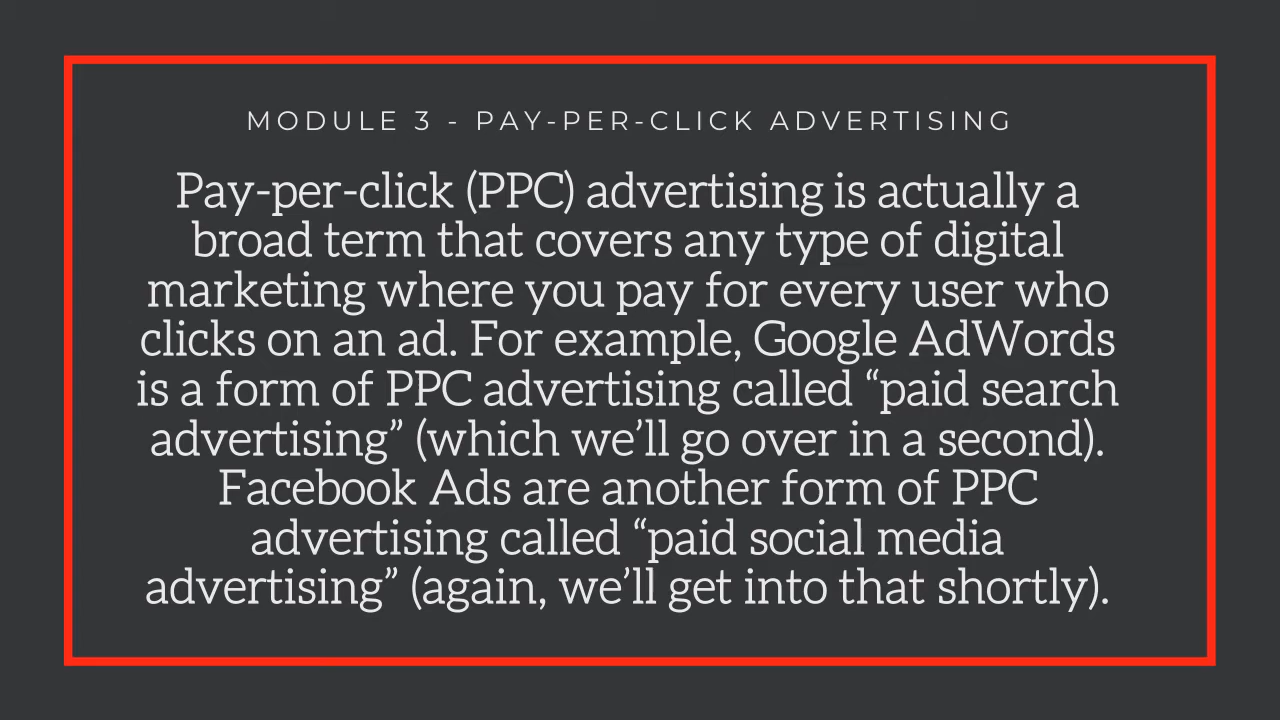 MODULE 3 - PAY-PER-CLICK ADVERTISING
Pay-per-click (PPC) advertising is actually a
broad term that covers any type of digital
marketing where you pay for every user who
clicks on an ad. For example, Google AdWords
is a form of PPC advertising called “paid search
advertising” (which we’ll go over in a second).
Facebook Ads are another form of PPC
advertising called “paid social media
advertising” (again, we’ll get into that shortly).